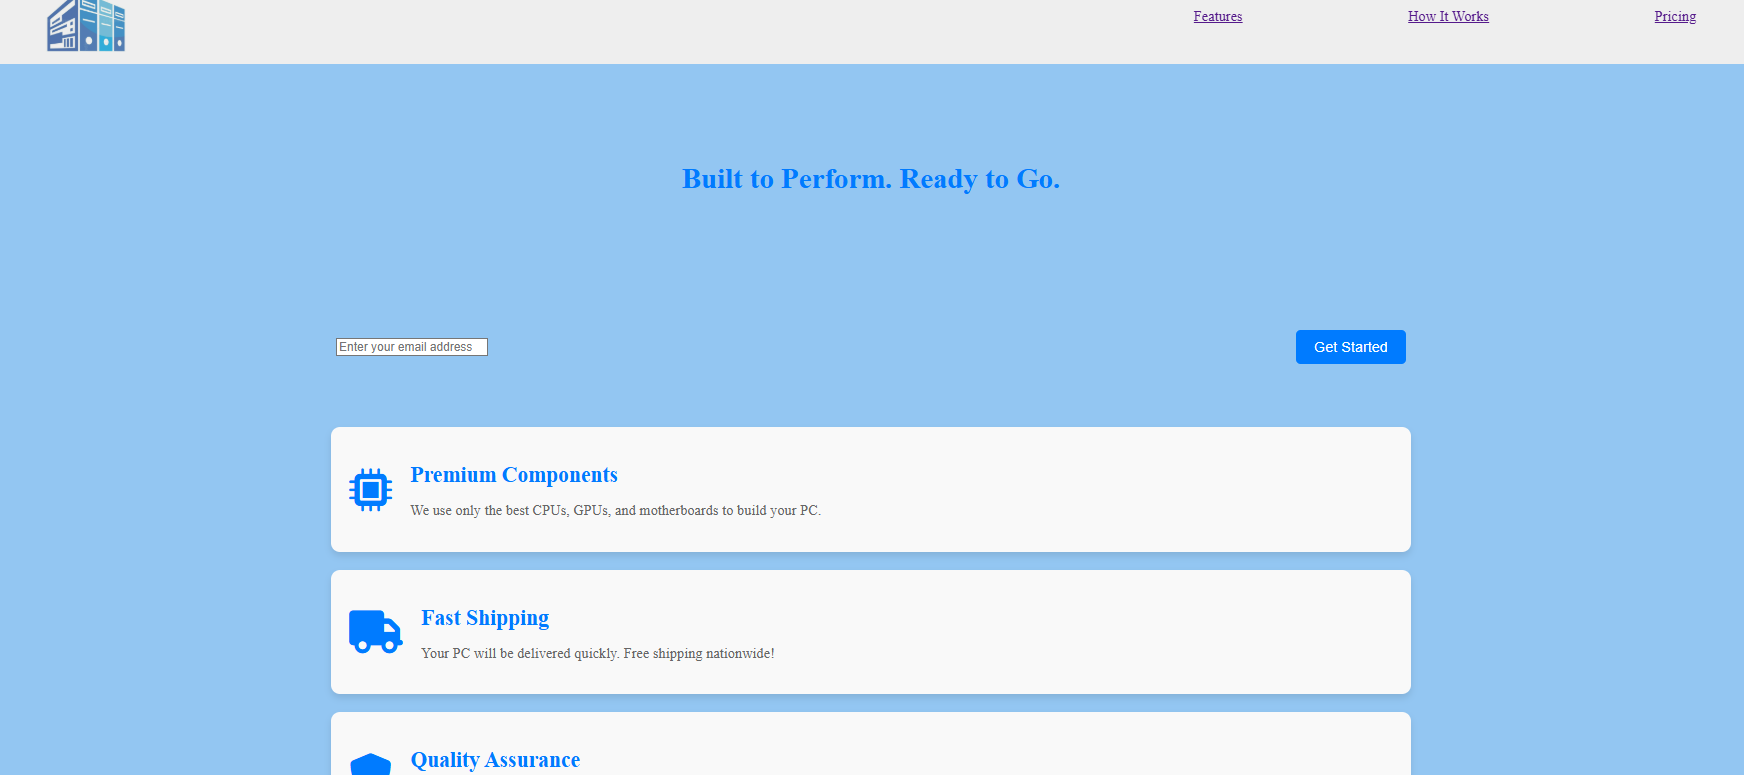 Features
How It Works
Pricing
Built to Perform. Ready to Go.
Enter your email address
Get Started
Premium Components
We use only the best CPUs, GPUs, and motherboards to build your PC.
Fast Shipping
Your PC will be delivered quickly. Free shipping nationwide!
Quality Assurance